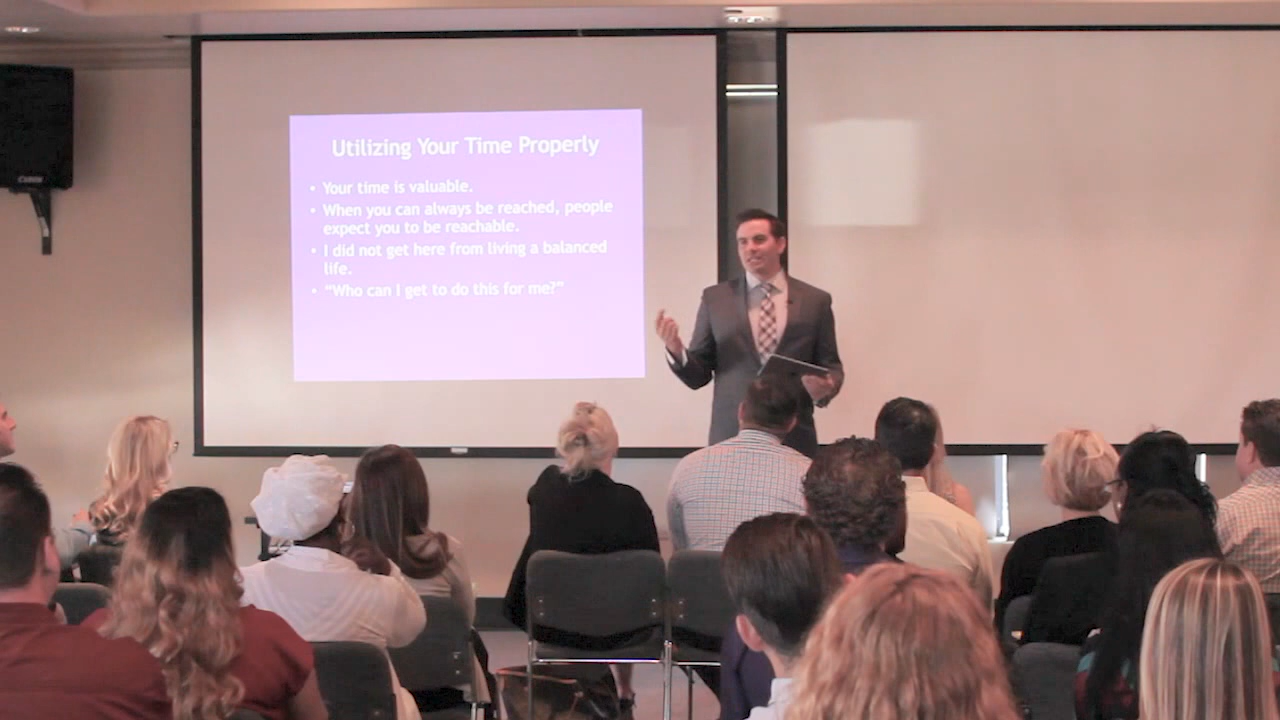 Utilizing Your Time Properly
• Your time is valuable.
• When you can always be reached, people
expect you to be reachable.
• I did not get here from living a balanced
life.
• “Who can I get to do this for me?”